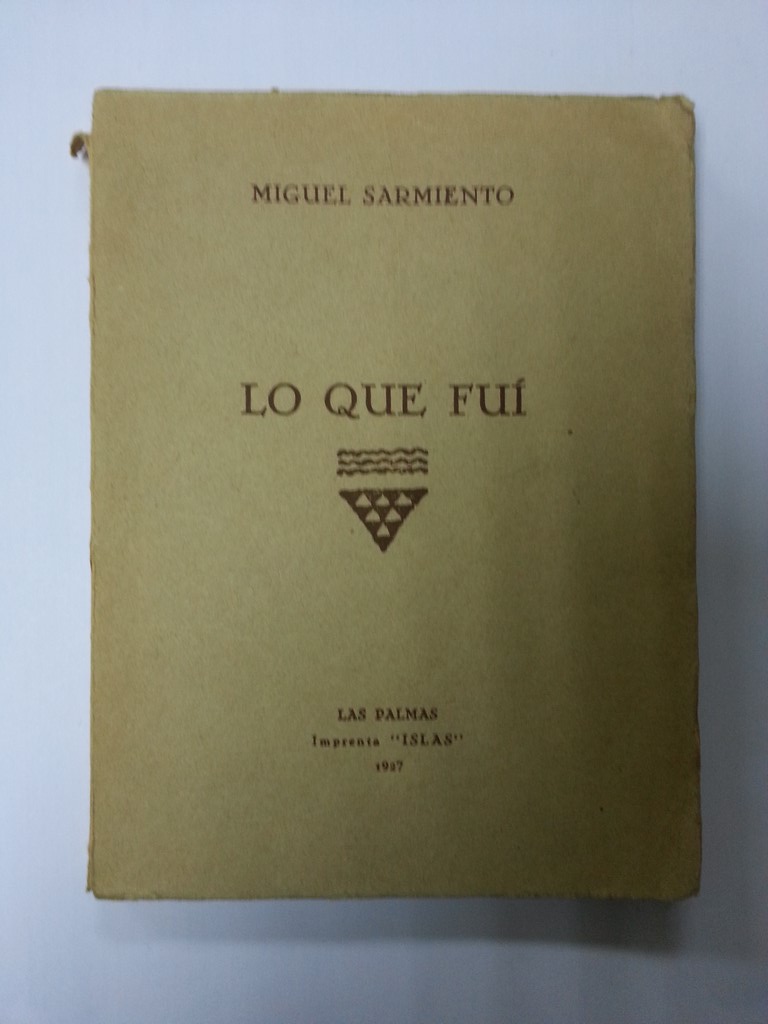 MIGUEL SARMIENTO
LO QUE FUÍ
LAS PALMAS
Imprenta "ISLAS"
1927